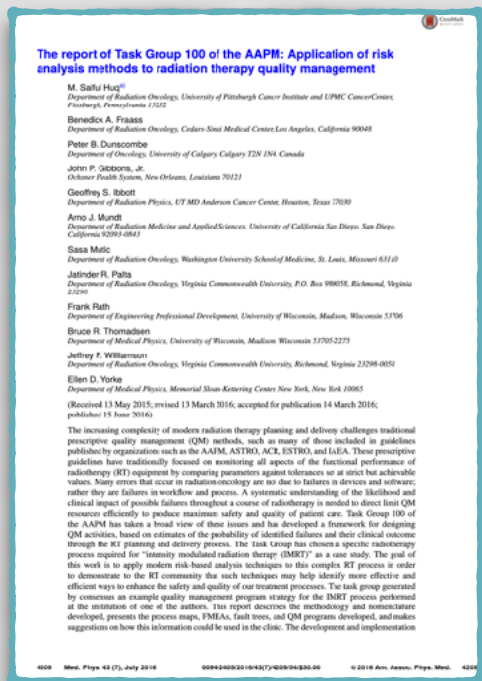 CrossMark
The report of Task Group 100 of the AAPM: Application of risk
analysis methods to radiation therapy quality management
M. Saiful Huq a)
Department of Radiation Oncology, University of Pittsburgh Cancer Institute and UPMC CancerCenter,
Pittsburgh, Pennsylvania 15232
Benedick A. Fraass
Department of Radiation Oncology, Cedars-Sinai Medical Center, Los Angeles, California 90048
Peter B. Dunscombe
Department of Oncology, University of Calgary, Calgary T2N 1N4, Canada
John P. Gibbons, Jr.
Ochsner Health System, New Orleans, Louisiana 70121
Geoffrey S. Ibbott
Department of Radiation Physics, UT MD Anderson Cancer Center, Houston, Texas 77030
Arno J. Mundt
Department of Radiation Medicine and Applied Sciences, University of California San Diego, San Diego,
California 92093-0843
Sasa Mutic
Department of Radiation Oncology, Washington University School of Medicine, St. Louis, Missouri 63110
Jatinder R. Palta
Department of Radiation Oncology, Virginia Commonwealth University, P.O. Box 980058, Richmond, Virginia
23298
Frank Rath
Department of Engineering Professional Development, University of Wisconsin, Madison, Wisconsin 53706
Bruce R. Thomadsen
Department of Medical Physics, University of Wisconsin, Madison, Wisconsin 53705-2275
Jeffrey F. Williamson
Department of Radiation Oncology, Virginia Commonwealth University, Richmond, Virginia 23298-0058
Ellen D. Yorke
Department of Medical Physics, Memorial Sloan-Kettering Center, New York, New York 10065
(Received 13 May 2015; revised 13 March 2016; accepted for publication 14 March 2016;
published 15 June 2016)
The increasing complexity of modern radiation therapy planning and delivery challenges traditional
prescriptive quality management (QM) methods, such as many of those included in guidelines
published by organizations such as the AAPM, ASTRO, ACR, ESTRO, and IAEA. These prescriptive
guidelines have traditionally focused on monitoring all aspects of the functional performance of
radiotherapy (RT) equipment by comparing parameters against tolerances set at strict but achievable
values. Many errors that occur in radiation oncology are not due to failures in devices and software;
rather they are failures in workflow and process. A systematic understanding of the likelihood and
clinical impact of possible failures throughout a course of radiotherapy is needed to direct limit QM
resources efficiently to produce maximum safety and quality of patient care. Task Group 100 of
the AAPM has taken a broad view of these issues and has developed a framework for designing
QM activities, based on estimates of the probability of identified failures and their clinical outcome
through the RT planning and delivery process. The Task Group has chosen a specific radiotherapy
process required for "intensity modulated radiation therapy (IMRT)" as a case study. The goal of
this work is to apply modern risk-based analysis techniques to this complex RT process in order
to demonstrate to the RT community that such techniques may help identify more effective and
efficient ways to enhance the safety and quality of our treatment processes. The task group generated
by consensus an example quality management program strategy for the IMRT process performed
at the institution of one of the authors. This report describes the methodology and nomenclature
developed, presents the process maps, FMEAs, fault trees, and QM programs developed, and makes
suggestions on how this information could be used in the clinic. The development and implementation
4209 Med. Phys. 43 (7), July 2016 0094-2405/2016/43(7)/4209/54/$30.00 © 2016 Am. Assoc. Phys. Med. 4209